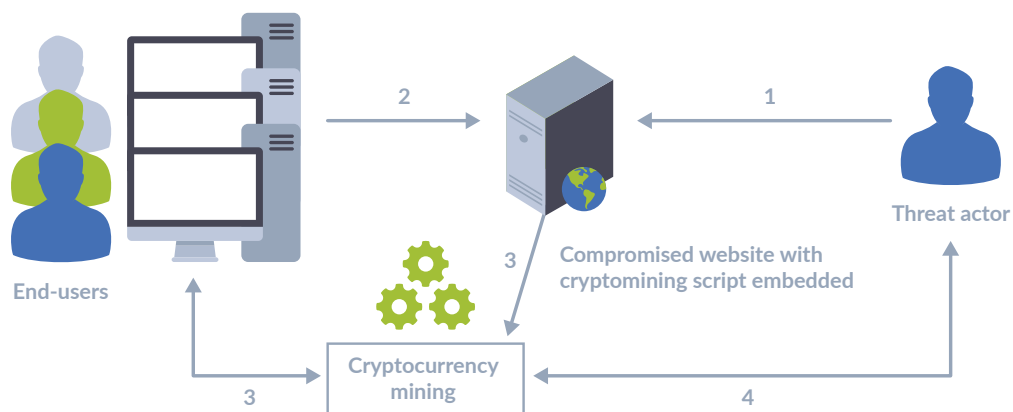 2
1
Threat actor
3
Compromised website with
cryptomining script embedded
End-users
Cryptocurrency
mining
3
4